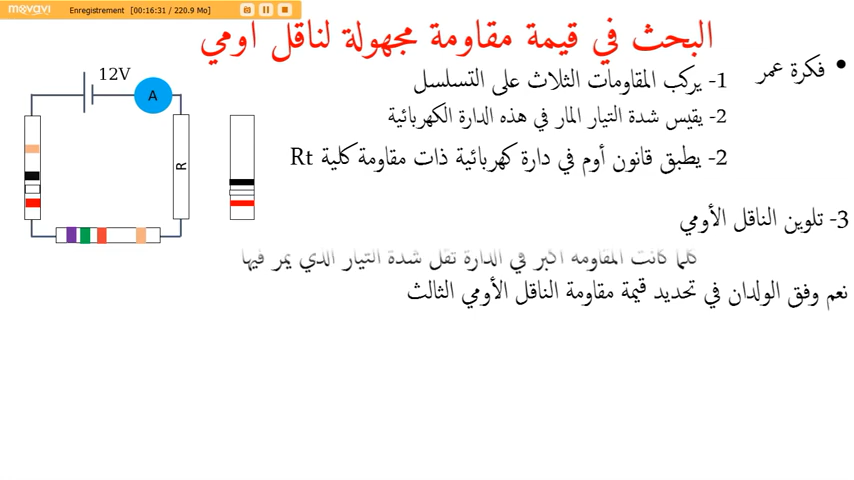 movavi
Enregistrement [00:16:31 / 220.9 Mo]
البحث في قيمة مقاومة مجهولة لناقل اومي
• فكرة عمر
1- يركب المقاومات الثلاث على التسلسل
2- يقيس شدة التيار المار في هذه الدارة الكهربائية
2- يطبق قانون أوم في دارة كهربائية ذات مقاومة كلية Rt
12V
A
R
3- تلوين الناقل الأومي
كلما كانت المقاومة اكبر في الدارة تقل شدة التيار الذي يمر فيها
نعم وفق الولدان في تحديد قيمة مقاومة الناقل الأومي الثالث